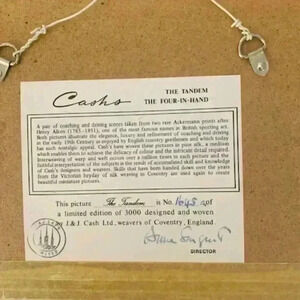 Cash's
THE TANDEM
THE FOUR-IN-HAND
A pair of coaching and driving scenes taken from two rare Ackermann prints after
Henry Alken (1785-1851), one of the most famous names in British sporting art.
Both pictures illustrate the elegance, luxury and refinement of coaching and driving
in the early 19th Century as enjoyed by English country gentlemen and which today
has such nostalgic appeal. Cash's have woven these pictures in pure silk, a medium
which enables them to achieve the delicacy of colour and the intricate detail required.
Interweaving of warp and weft cotton over a million times to each picture and the
faithful interpretation of the subjects is the result of accumulated skill and knowledge
of Cash's designers and weavers. Skills that have been handed down over the years
from the Victorian heyday of silk weaving in Coventry are used again to create
beautiful miniature pictures.
This picture The Tandem is No. 1645 of
a limited edition of 3000 designed and woven
by J.&J. Cash Ltd., weavers of Coventry, England.
DIRECTOR